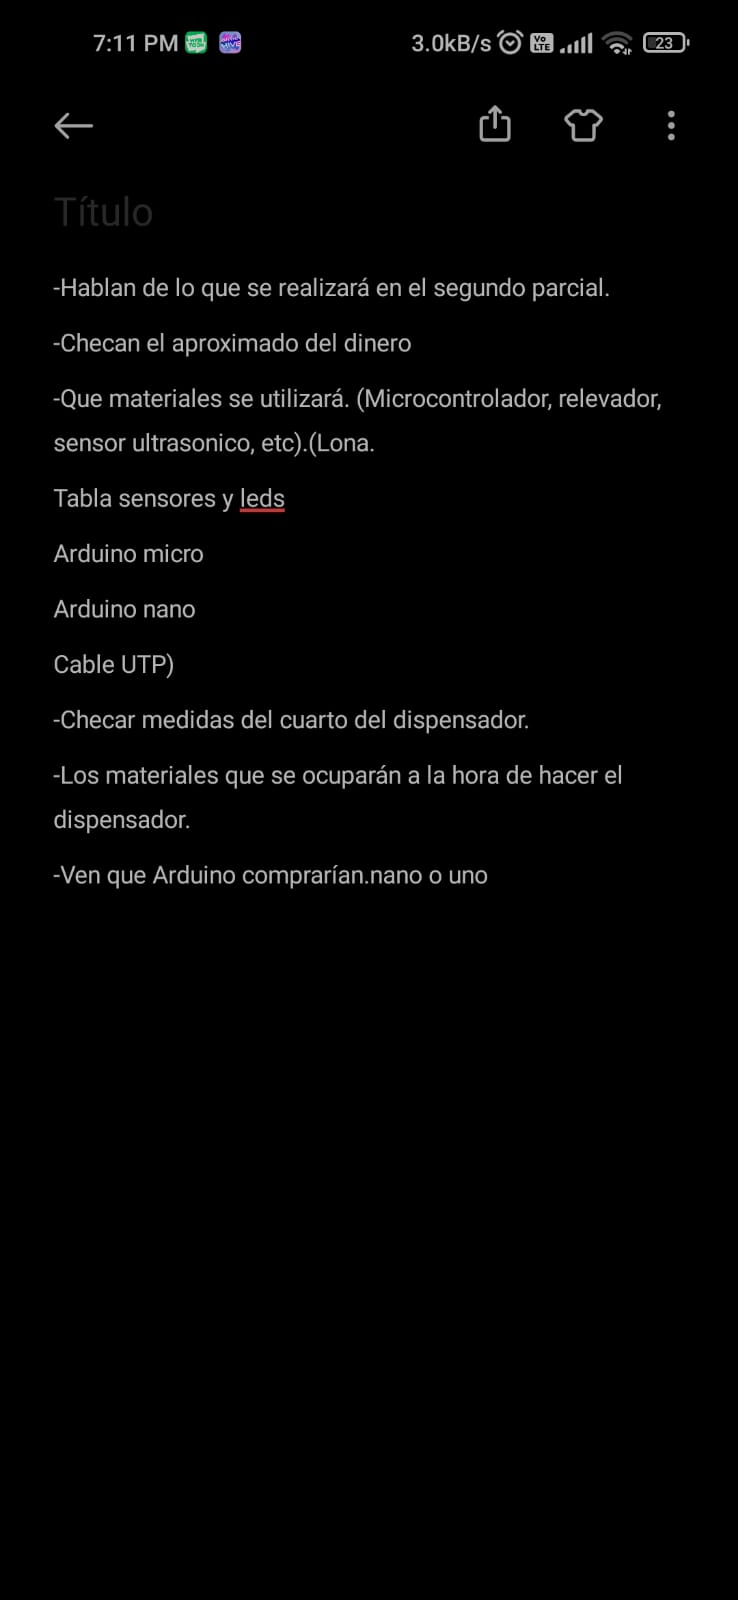 7:11 PM
3.0kB/s
Vo
LTE
23
Título
-Hablan de lo que se realizará en el segundo parcial.
-Checan el aproximado del dinero
-Que materiales se utilizará. (Microcontrolador, relevador,
sensor ultrasonico, etc).(Lona.
Tabla sensores y leds
Arduino micro
Arduino nano
Cable UTP)
-Checar medidas del cuarto del dispensador.
-Los materiales que se ocuparán a la hora de hacer el
dispensador.
-Ven que Arduino comprarían.nano o uno